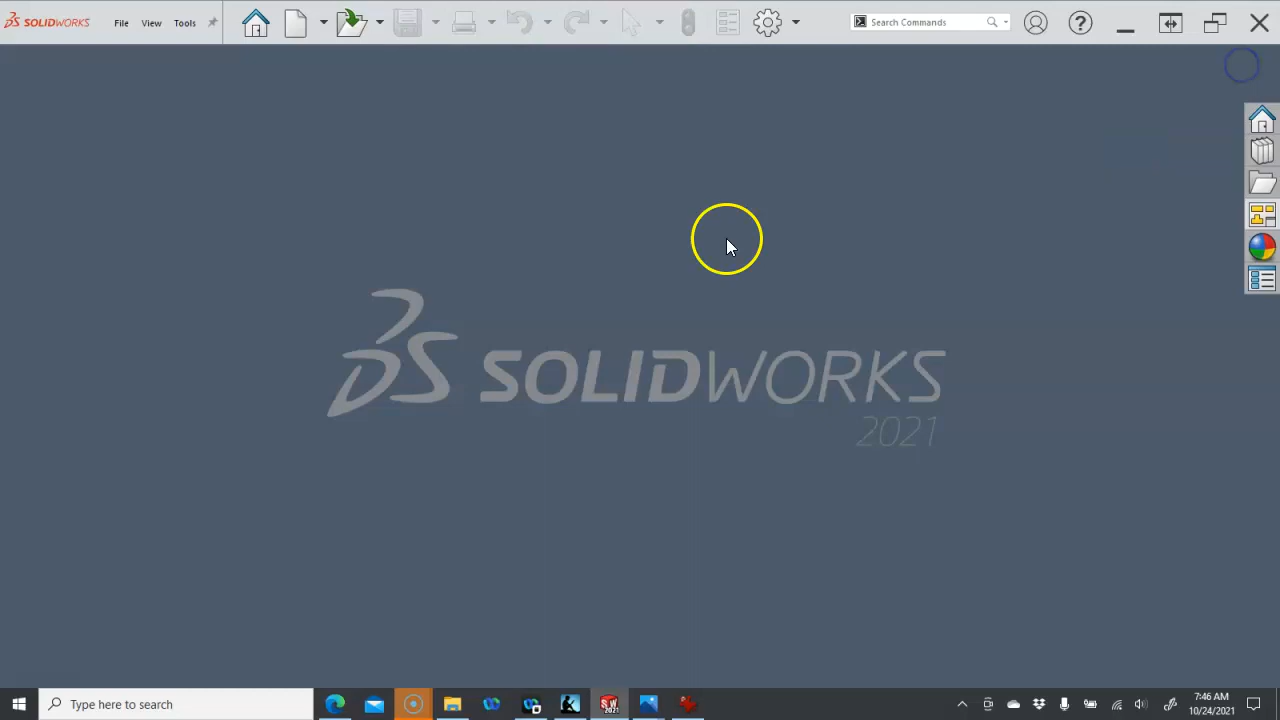 SOLIDWORKS File View Tools Search Commands
SOLIDWORKS
2021
Type here to search
7:46 AM
10/24/2021